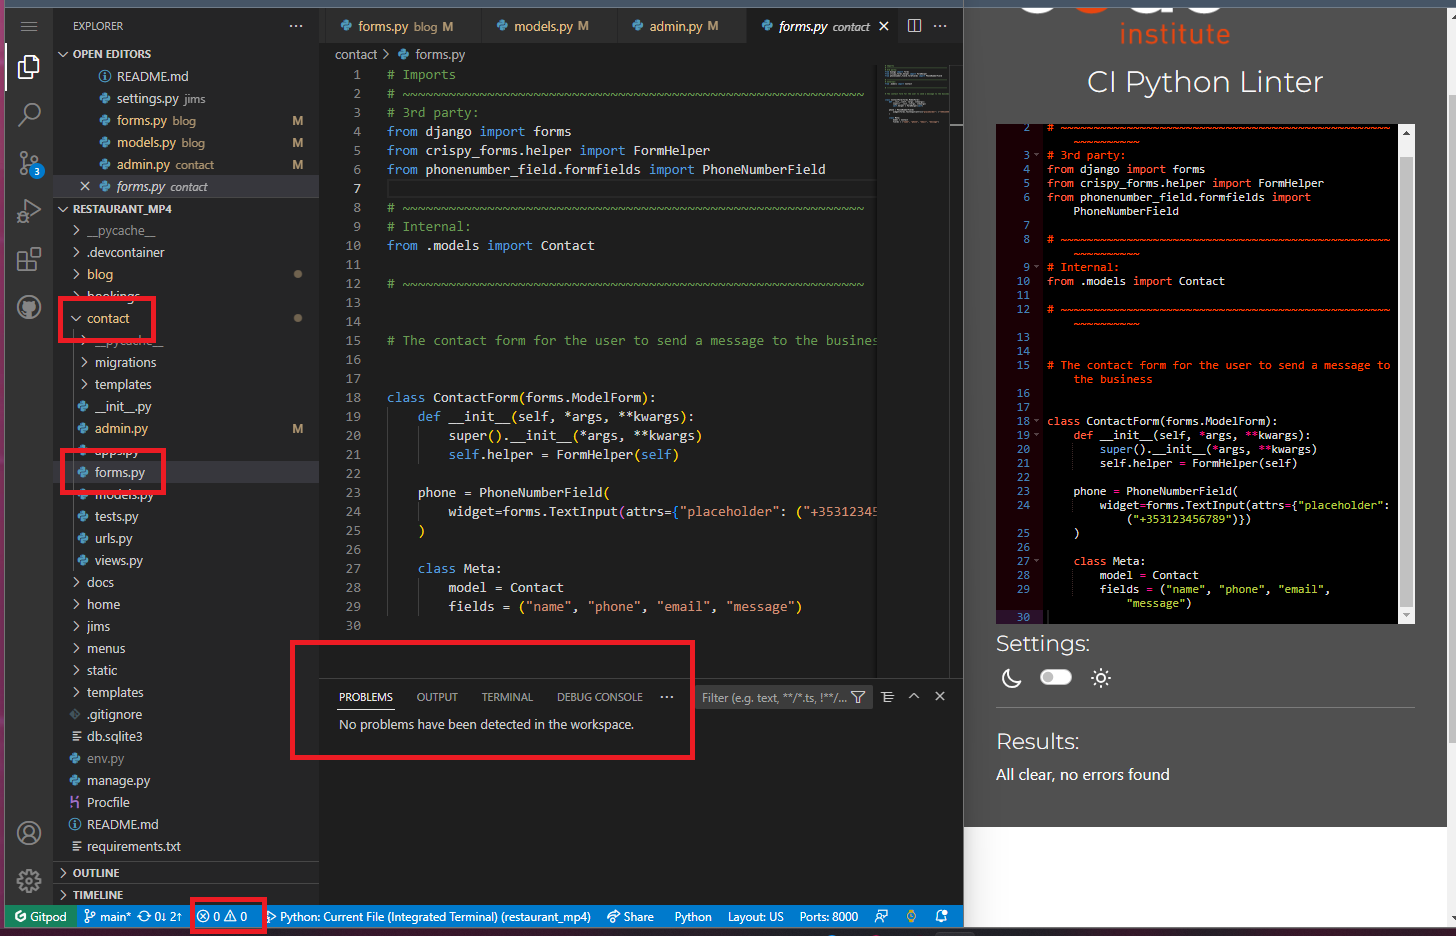 EXPLORER
OPEN EDITORS
README.md
settings.py jims
forms.py blog M
models.py blog M
admin.py contact M
forms.py contact
RESTAURANT_MP4
__pycache__
.devcontainer
blog
bookings
contact
__pycache__
migrations
templates
__init__.py
admin.py M
apps.py
forms.py
models.py
tests.py
urls.py
views.py
docs
home
jims
menus
static
templates
.gitignore
db.sqlite3
env.py
manage.py
Procfile
README.md
requirements.txt
OUTLINE
TIMELINE
3
forms.py blog M
models.py M
admin.py M
forms.py contact
contact > forms.py
1 # Imports
2 # ~~~~~~~~~~~~~~~~~~~~~~~~~~~~~~~~~~~~~~~~~~~~~~~~~~~~~~~~~~~~
3 # 3rd party:
4 from django import forms
5 from crispy_forms.helper import FormHelper
6 from phonenumber_field.formfields import PhoneNumberField
7
8 # ~~~~~~~~~~~~~~~~~~~~~~~~~~~~~~~~~~~~~~~~~~~~~~~~~~~~~~~~~~~~
9 # Internal:
10 from .models import Contact
11
12 # ~~~~~~~~~~~~~~~~~~~~~~~~~~~~~~~~~~~~~~~~~~~~~~~~~~~~~~~~~~~~
13
14
15 # The contact form for the user to send a message to the busines
16
17
18 class ContactForm(forms.ModelForm):
19 def __init__(self, *args, **kwargs):
20 super().__init__(*args, **kwargs)
21 self.helper = FormHelper(self)
22
23 phone = PhoneNumberField(
24 widget=forms.TextInput(attrs={"placeholder": ("+35312345
25 )
26
27 class Meta:
28 model = Contact
29 fields = ("name", "phone", "email", "message")
30
PROBLEMS OUTPUT TERMINAL DEBUG CONSOLE ··· Filter (e.g. text, **/*.ts, !**/...
No problems have been detected in the workspace.
Gitpod main* 0↓ 2↑ 0 0 Python: Current File (Integrated Terminal) (restaurant_mp4) Share Python Layout: US Ports: 8000
institute
CI Python Linter
2 # ~~~~~~~~~~~~~~~~~~~~~~~~~~~~~~~~~~~~~~~~~~~~~~~~~~
~~~~~~~~~~
3 # 3rd party:
4 from django import forms
5 from crispy_forms.helper import FormHelper
6 from phonenumber_field.formfields import
PhoneNumberField
7
8 # ~~~~~~~~~~~~~~~~~~~~~~~~~~~~~~~~~~~~~~~~~~~~~~~~~~
~~~~~~~~~~
9 # Internal:
10 from .models import Contact
11
12 # ~~~~~~~~~~~~~~~~~~~~~~~~~~~~~~~~~~~~~~~~~~~~~~~~~~
~~~~~~~~~~
13
14
15 # The contact form for the user to send a message to
the business
16
17
18 class ContactForm(forms.ModelForm):
19 def __init__(self, *args, **kwargs):
20 super().__init__(*args, **kwargs)
21 self.helper = FormHelper(self)
22
23 phone = PhoneNumberField(
24 widget=forms.TextInput(attrs={"placeholder":
("+353123456789")})
25 )
26
27 class Meta:
28 model = Contact
29 fields = ("name", "phone", "email",
"message")
30
Settings:
Results:
All clear, no errors found